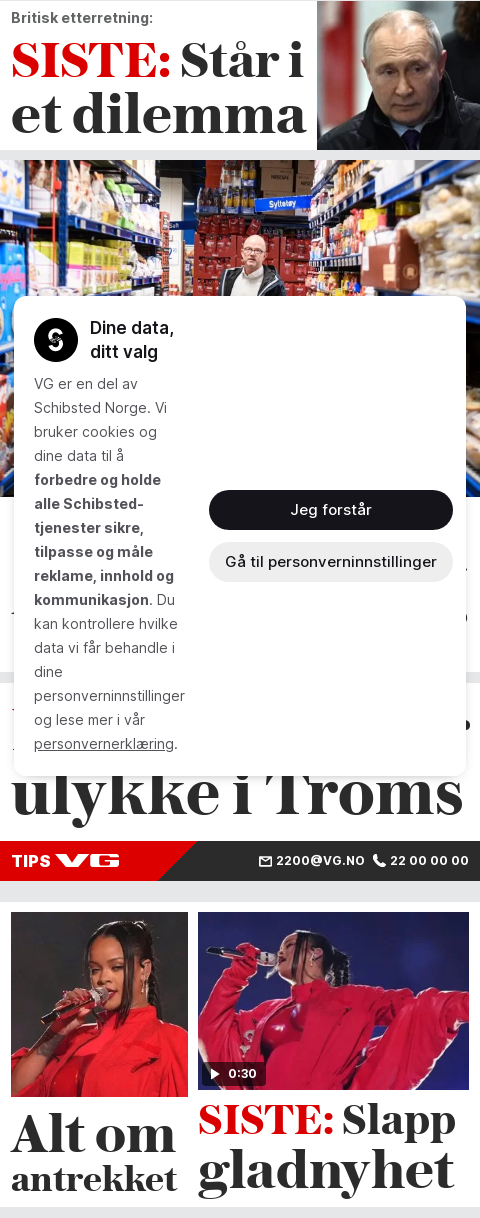 Britisk etterretning:
SISTE: Står i
et dilemma
Syltetøy
Dine data,
ditt valg
VG er en del av
Schibsted Norge. Vi
bruker cookies og
dine data til å
forbedre og holde
alle Schibsted-
tjenester sikre,
tilpasse og måle
reklame, innhold og
kommunikasjon. Du
kan kontrollere hvilke
data vi får behandle i
dine
personverninnstillinger
og lese mer i vår
personvernerklæring.
Jeg forstår
Gå til personverninnstillinger
ulykke i Troms
TIPS VG
2200@VG.NO 22 00 00 00
0:30
Alt om
antrekket
SISTE: Slapp
gladnyhet